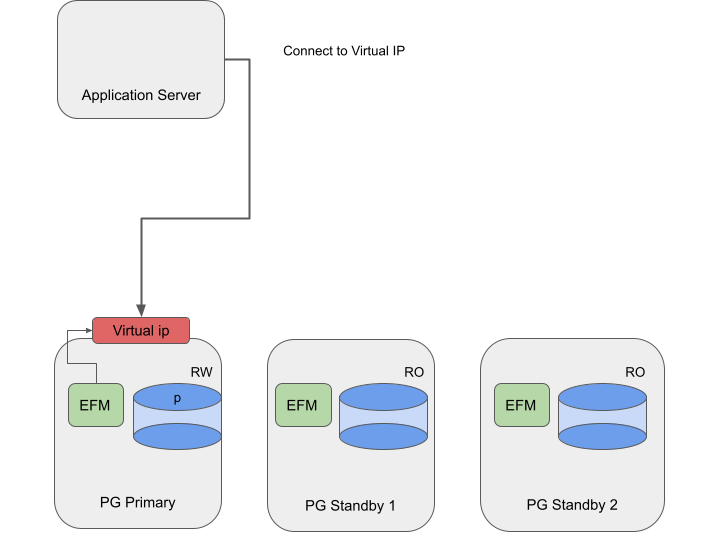 Connect to Virtual IP
Application Server
Virtual ip
RW
RO
RO
EFM
p
EFM
EFM
PG Primary
PG Standby 1
PG Standby 2